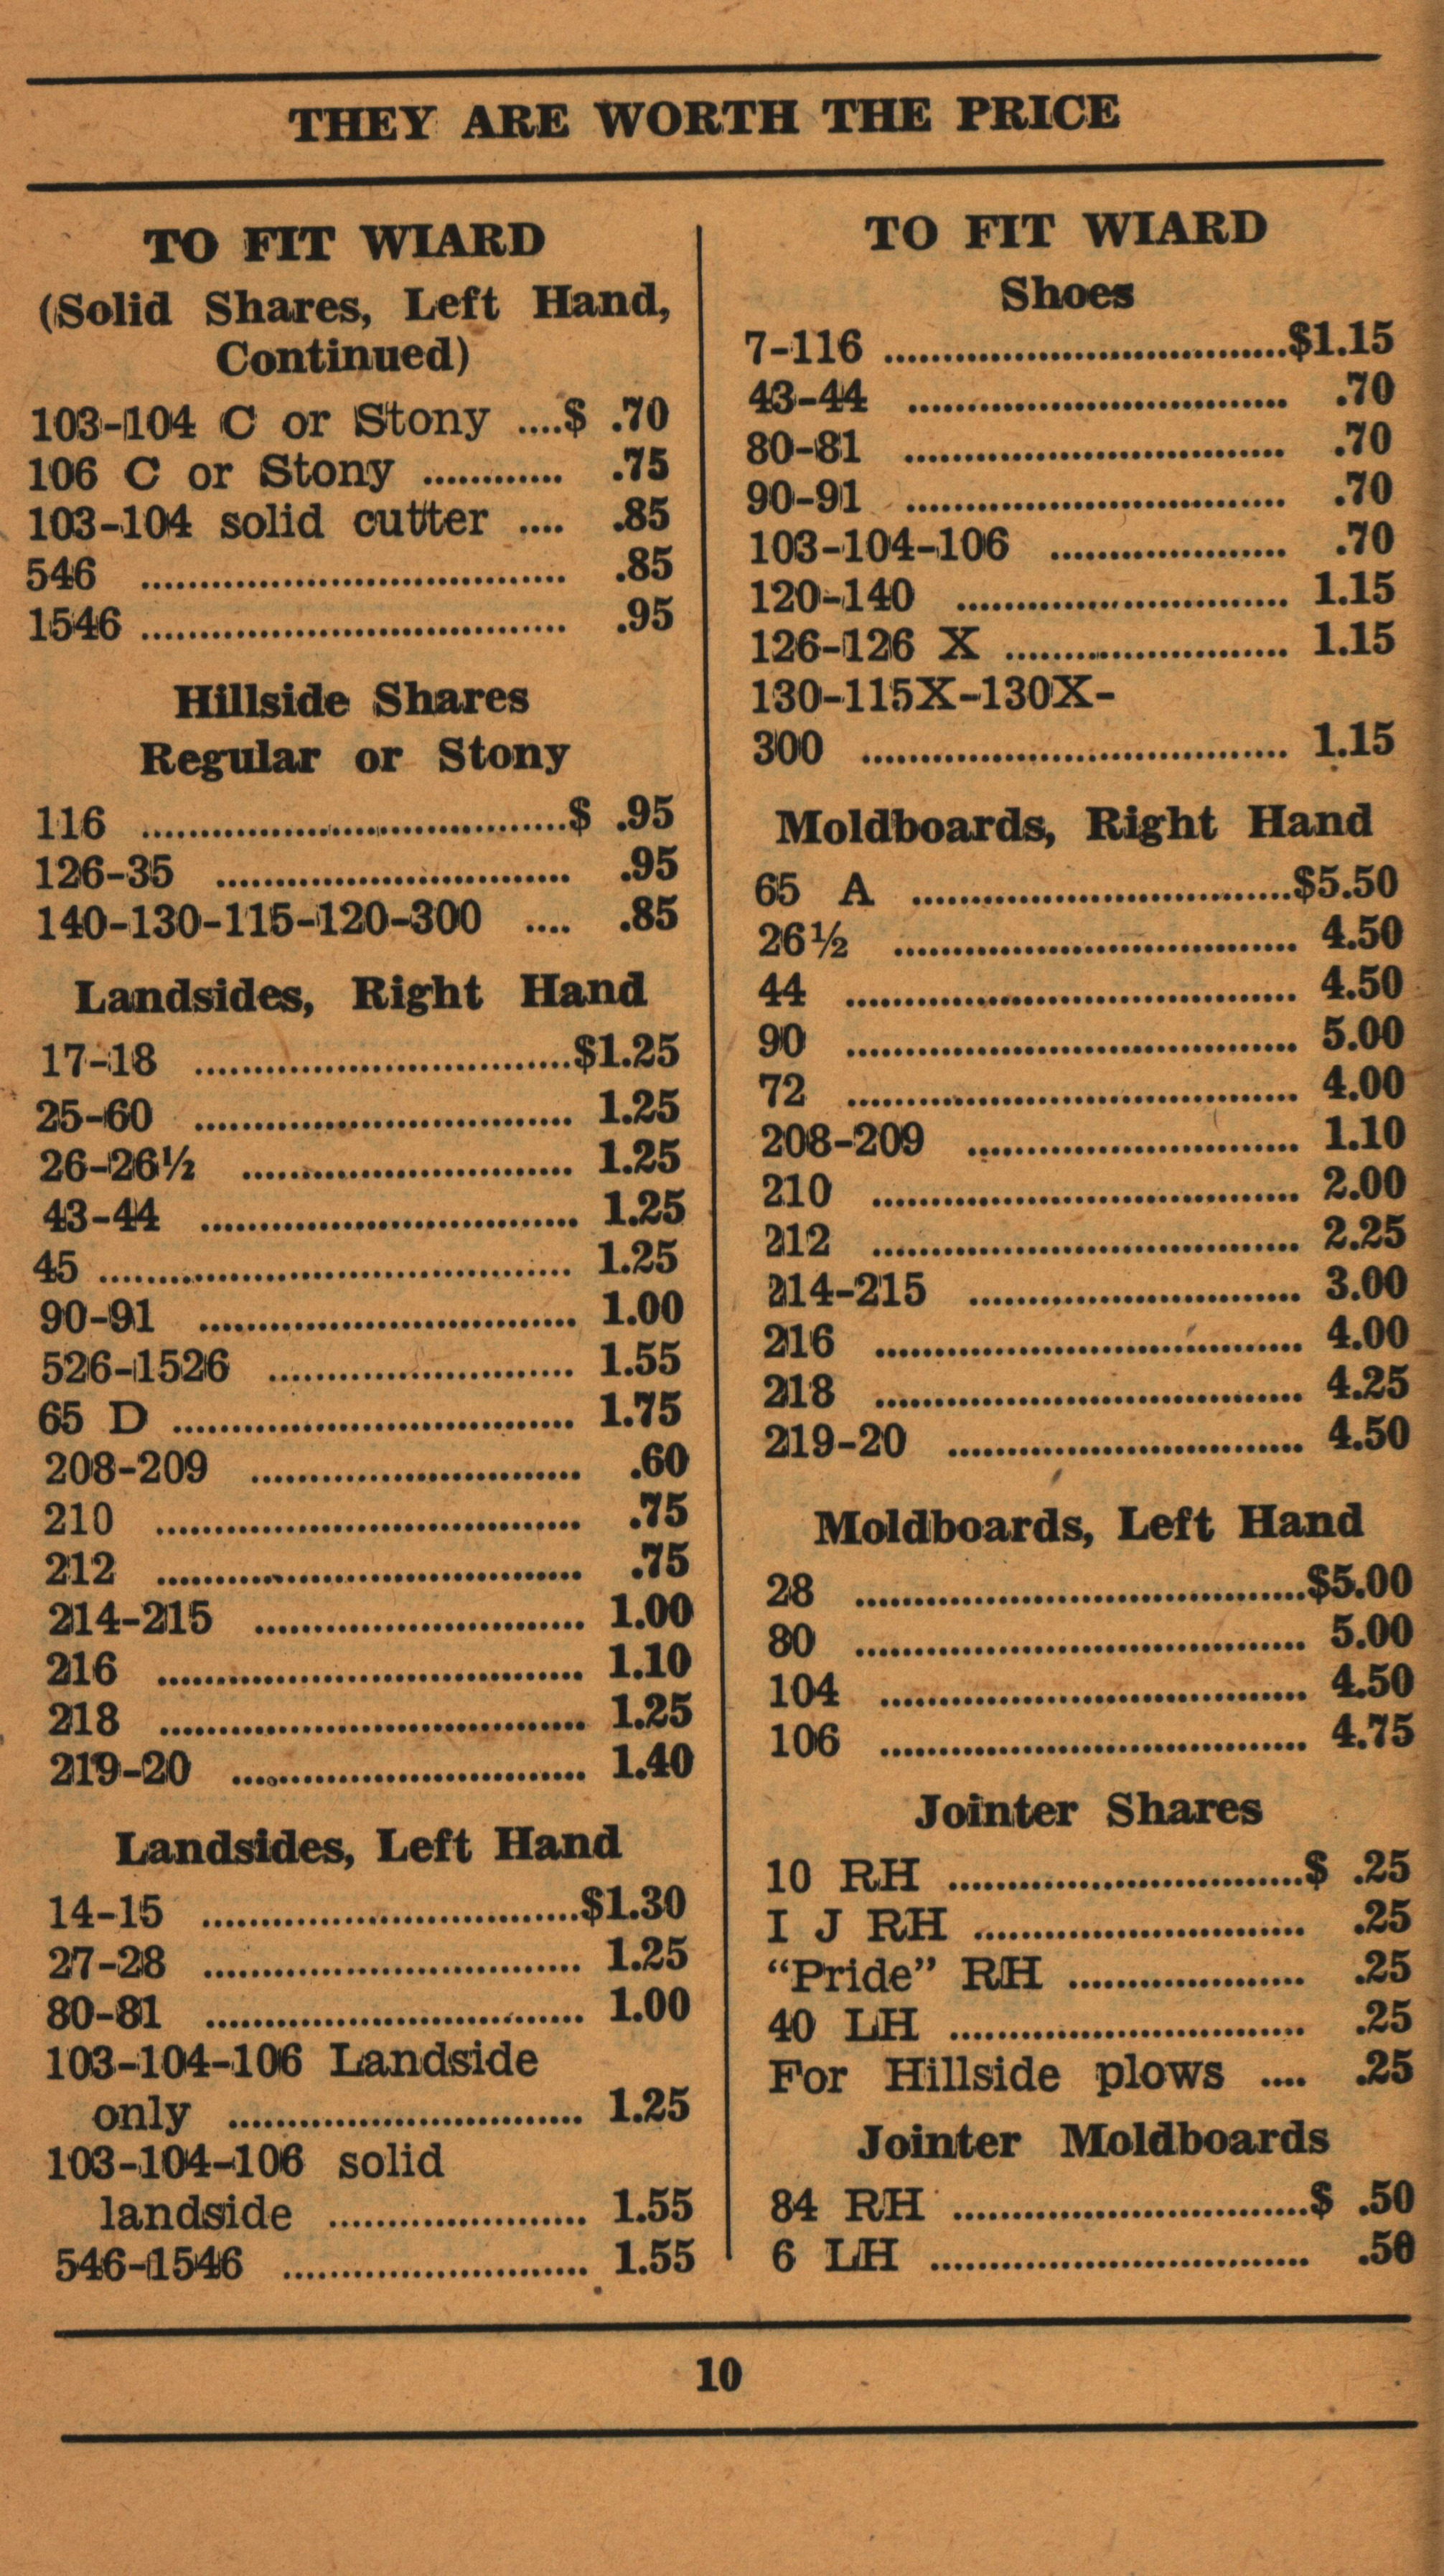 THEY ARE WORTH THE PRICE
TO FIT WIARD
(Solid Shares, Left Hand,
Continued)
103-104 C or Stony ....$ .70
106 C or Stony ............ .75
103-104 solid cutter .... .85
546 .................................... .85
1546 .................................... .95
Hillside Shares
Regular or Stony
116 ....................................$ .95
126-35 .............................. .95
140-130-115-120-300 .... .85
Landsides, Right Hand
17-18 ................................$1.25
25-60 ................................ 1.25
26-26½ ............................ 1.25
43-44 ................................ 1.25
45 ........................................ 1.25
90-91 ................................ 1.00
526-1526 .......................... 1.55
65 D .................................. 1.75
208-209 ............................ .60
210 .................................... .75
212 .................................... .75
214-215 ............................ 1.00
216 .................................... 1.10
218 .................................... 1.25
219-20 .............................. 1.40
Landsides, Left Hand
14-15 ................................$1.30
27-28 ................................ 1.25
80-81 ................................ 1.00
103-104-106 Landside
only .............................. 1.25
103-104-106 solid
landside ...................... 1.55
546-1546 .......................... 1.55
TO FIT WIARD
Shoes
7-116 ..................................$1.15
43-44 ................................ .70
80-81 ................................ .70
90-91 ................................ .70
103-104-106 .................... .70
120-140 ............................ 1.15
126-126 X ........................ 1.15
130-115X-130X-
300 .................................... 1.15
Moldboards, Right Hand
65 A ................................$5.50
26½ .................................. 4.50
44 ...................................... 4.50
90 ...................................... 5.00
72 ...................................... 4.00
208-209 ............................ 1.10
210 .................................... 2.00
212 .................................... 2.25
214-215 ............................ 3.00
216 .................................... 4.00
218 .................................... 4.25
219-20 .............................. 4.50
Moldboards, Left Hand
28 ......................................$5.00
80 ...................................... 5.00
104 .................................... 4.50
106 .................................... 4.75
Jointer Shares
10 RH ..............................$ .25
I J RH ............................ .25
“Pride” RH .................... .25
40 LH .............................. .25
For Hillside plows .... .25
Jointer Moldboards
84 RH ..............................$ .50
6 LH ................................ .50
10